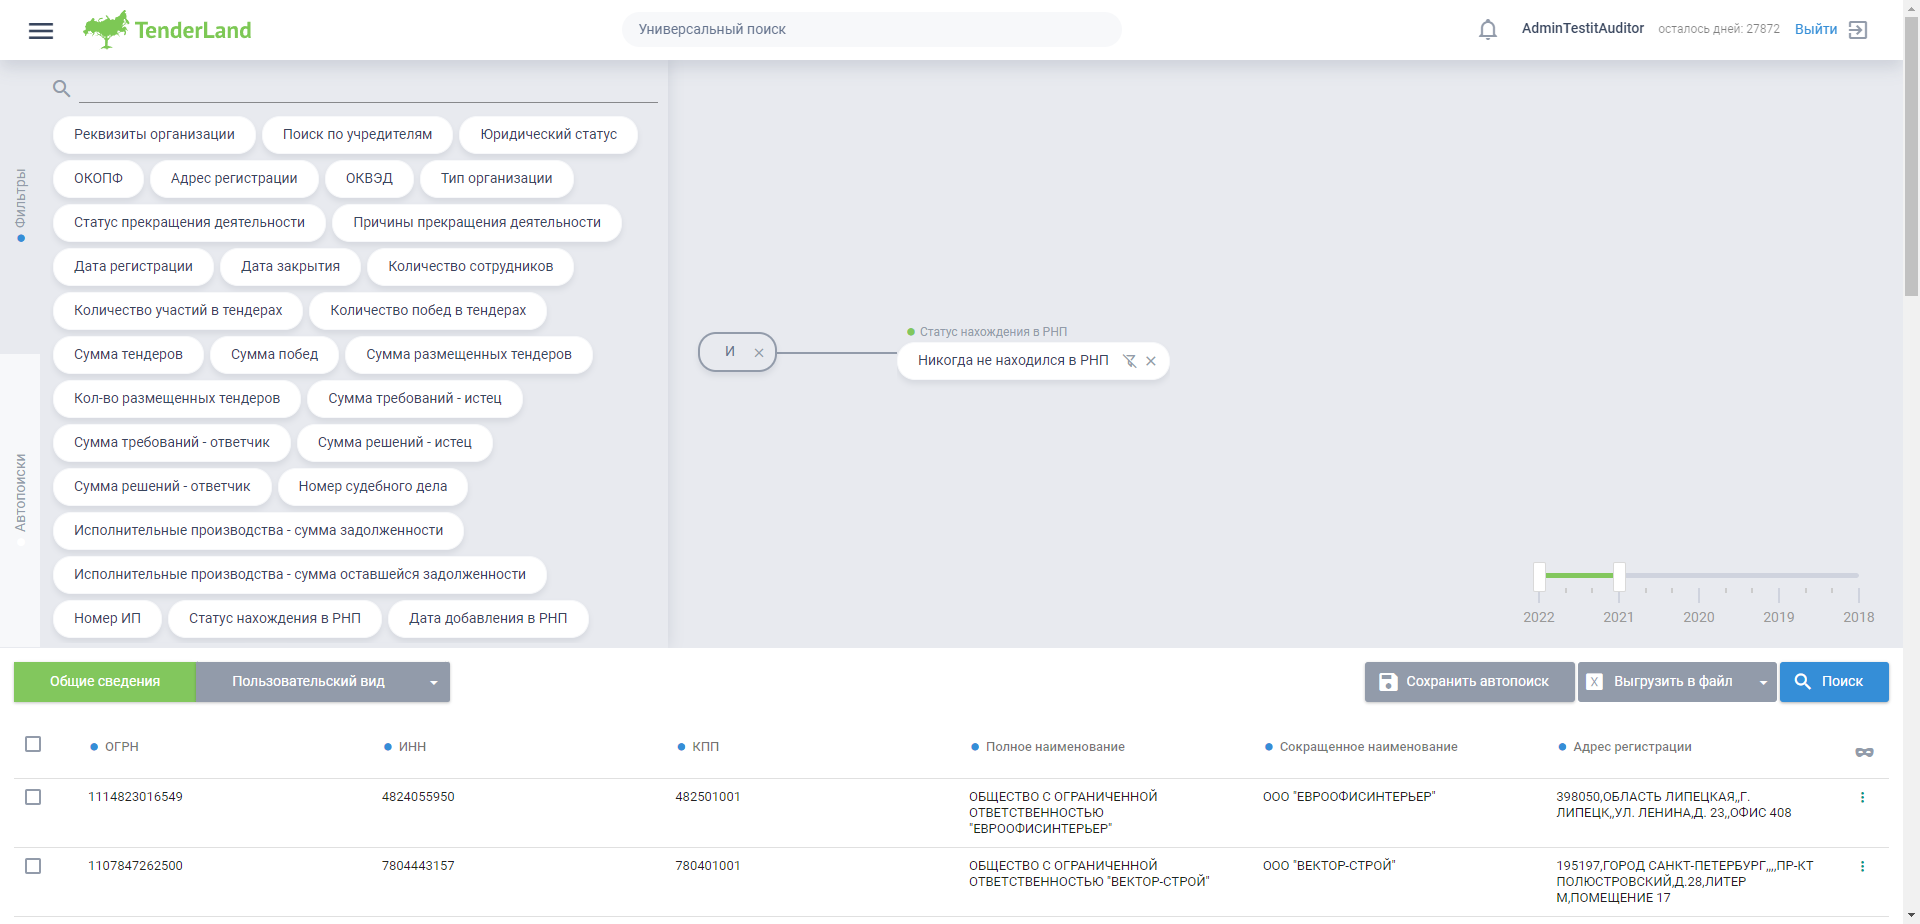 TenderLand
Универсальный поиск
AdminTestitAuditor
осталось дней: 27872
Выйти
Фильтры
Автопоиски
Реквизиты организации
Поиск по учредителям
Юридический статус
ОКОПФ
Адрес регистрации
ОКВЭД
Тип организации
Статус прекращения деятельности
Причины прекращения деятельности
Дата регистрации
Дата закрытия
Количество сотрудников
Количество участий в тендерах
Количество побед в тендерах
Сумма тендеров
Сумма побед
Сумма размещенных тендеров
Кол-во размещенных тендеров
Сумма требований - истец
Сумма требований - ответчик
Сумма решений - истец
Сумма решений - ответчик
Номер судебного дела
Исполнительные производства - сумма задолженности
Исполнительные производства - сумма оставшейся задолженности
Номер ИП
Статус нахождения в РНП
Дата добавления в РНП
И
Статус нахождения в РНП
Никогда не находился в РНП
2022
2021
2020
2019
2018
Общие сведения
Пользовательский вид
Сохранить автопоиск
X
Выгрузить в файл
Поиск
ОГРН
ИНН
КПП
Полное наименование
Сокращенное наименование
Адрес регистрации
1114823016549
4824055950
482501001
ОБЩЕСТВО С ОГРАНИЧЕННОЙ
ОТВЕТСТВЕННОСТЬЮ
"ЕВРООФИСИНТЕРЬЕР"
ООО "ЕВРООФИСИНТЕРЬЕР"
398050,ОБЛАСТЬ ЛИПЕЦКАЯ,,Г.
ЛИПЕЦК,,УЛ. ЛЕНИНА,Д. 23,,ОФИС 408
1107847262500
7804443157
780401001
ОБЩЕСТВО С ОГРАНИЧЕННОЙ
ОТВЕТСТВЕННОСТЬЮ "ВЕКТОР-СТРОЙ"
ООО "ВЕКТОР-СТРОЙ"
195197,ГОРОД САНКТ-ПЕТЕРБУРГ,,,,ПР-КТ
ПОЛЮСТРОВСКИЙ,Д.28,ЛИТЕР
М,ПОМЕЩЕНИЕ 17